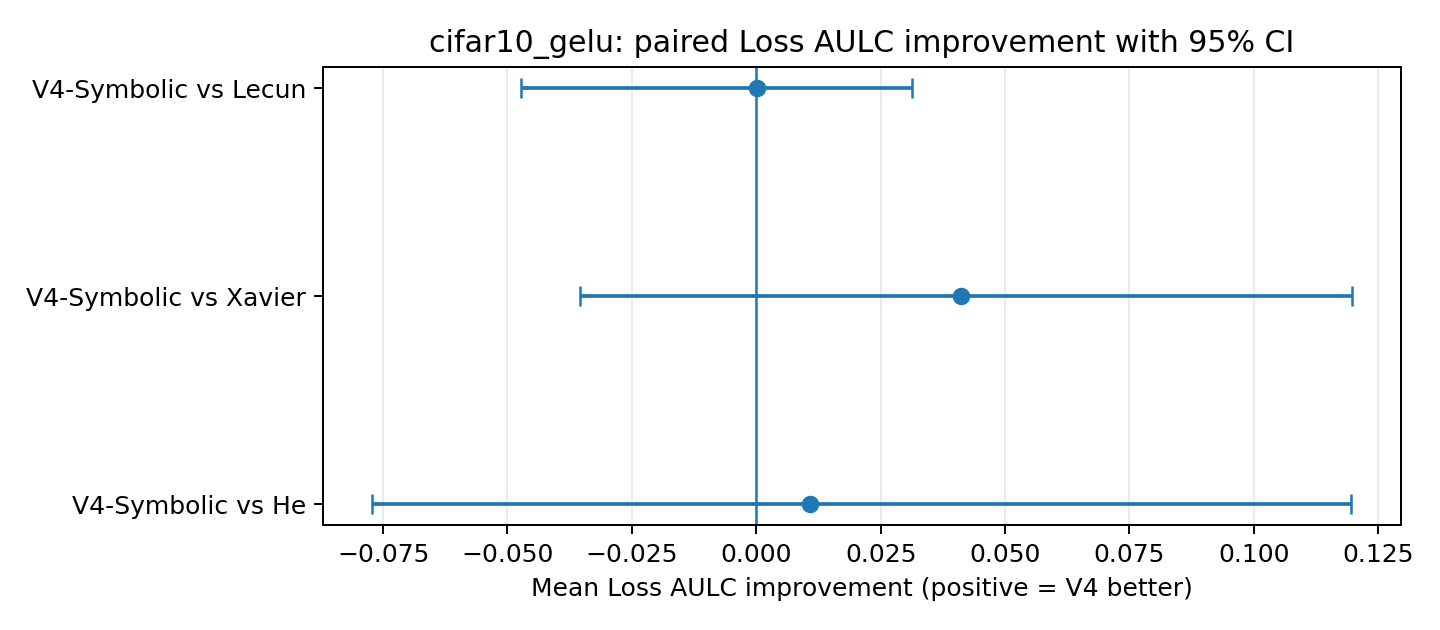 cifar10_gelu: paired Loss AULC improvement with 95% CI
V4-Symbolic vs Lecun
V4-Symbolic vs Xavier
V4-Symbolic vs He
−0.075 −0.050 −0.025 0.000 0.025 0.050 0.075 0.100 0.125
Mean Loss AULC improvement (positive = V4 better)